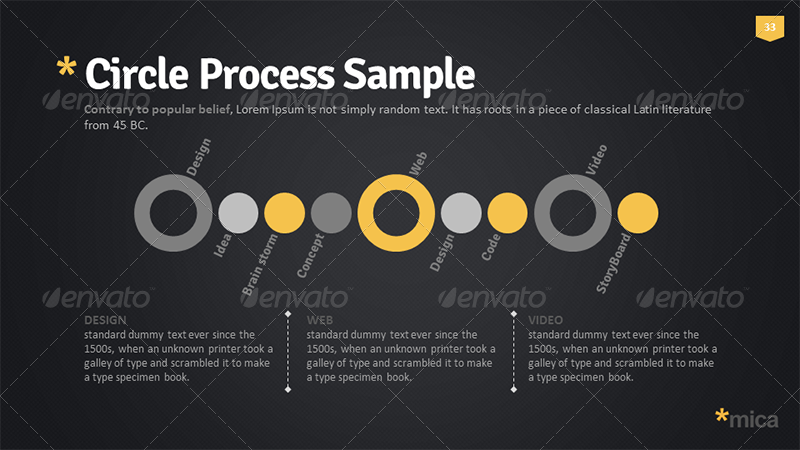 33
* Circle Process Sample
Contrary to popular belief, Lorem Ipsum is not simply random text. It has roots in a piece of classical Latin literature
from 45 BC.
envato envato envato envato
Design
Web
Video
Idea
Brain storm
Concept
Design
Code
StoryBoard
envato envato envato envato
DESIGN
standard dummy text ever since the
1500s, when an unknown printer took a
galley of type and scrambled it to make
a type specimen book.
WEB
standard dummy text ever since the
1500s, when an unknown printer took a
galley of type and scrambled it to make
a type specimen book.
VIDEO
standard dummy text ever since the
1500s, when an unknown printer took a
galley of type and scrambled it to make
a type specimen book.
*mica